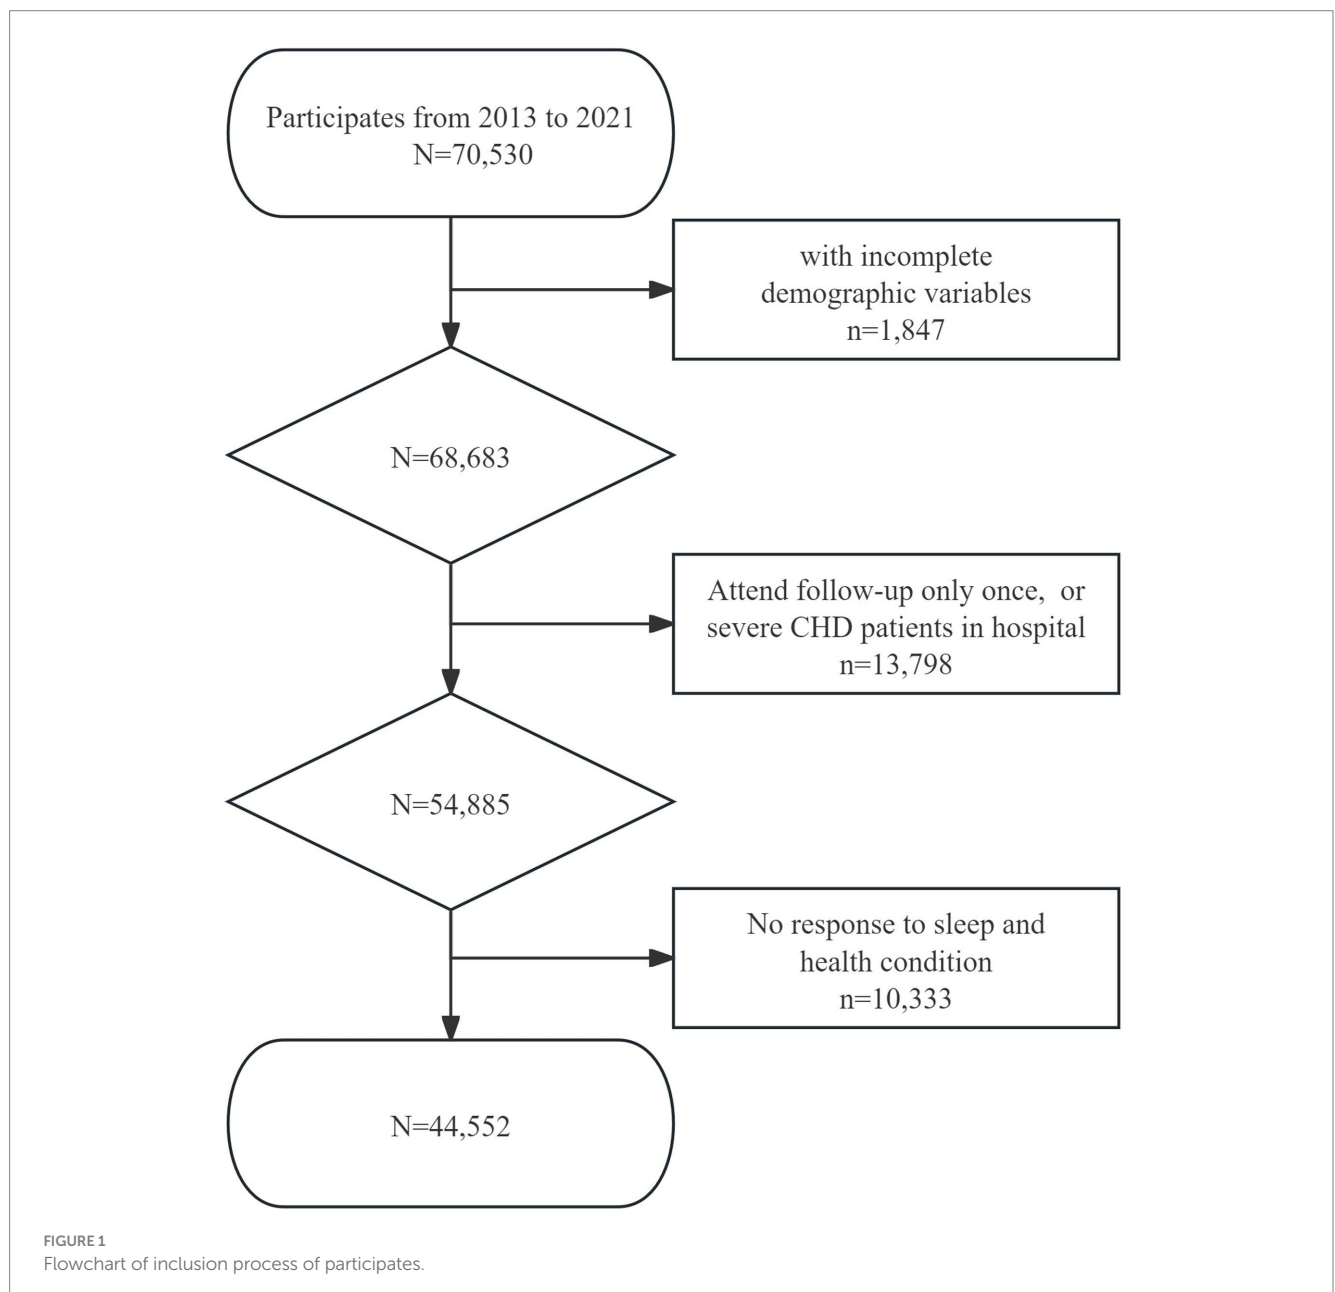 Participates from 2013 to 2021
N=70,530
with incomplete
demographic variables
n=1,847
N=68,683
Attend follow-up only once, or
severe CHD patients in hospital
n=13,798
N=54,885
No response to sleep and
health condition
n=10,333
N=44,552
FIGURE 1
Flowchart of inclusion process of participates.